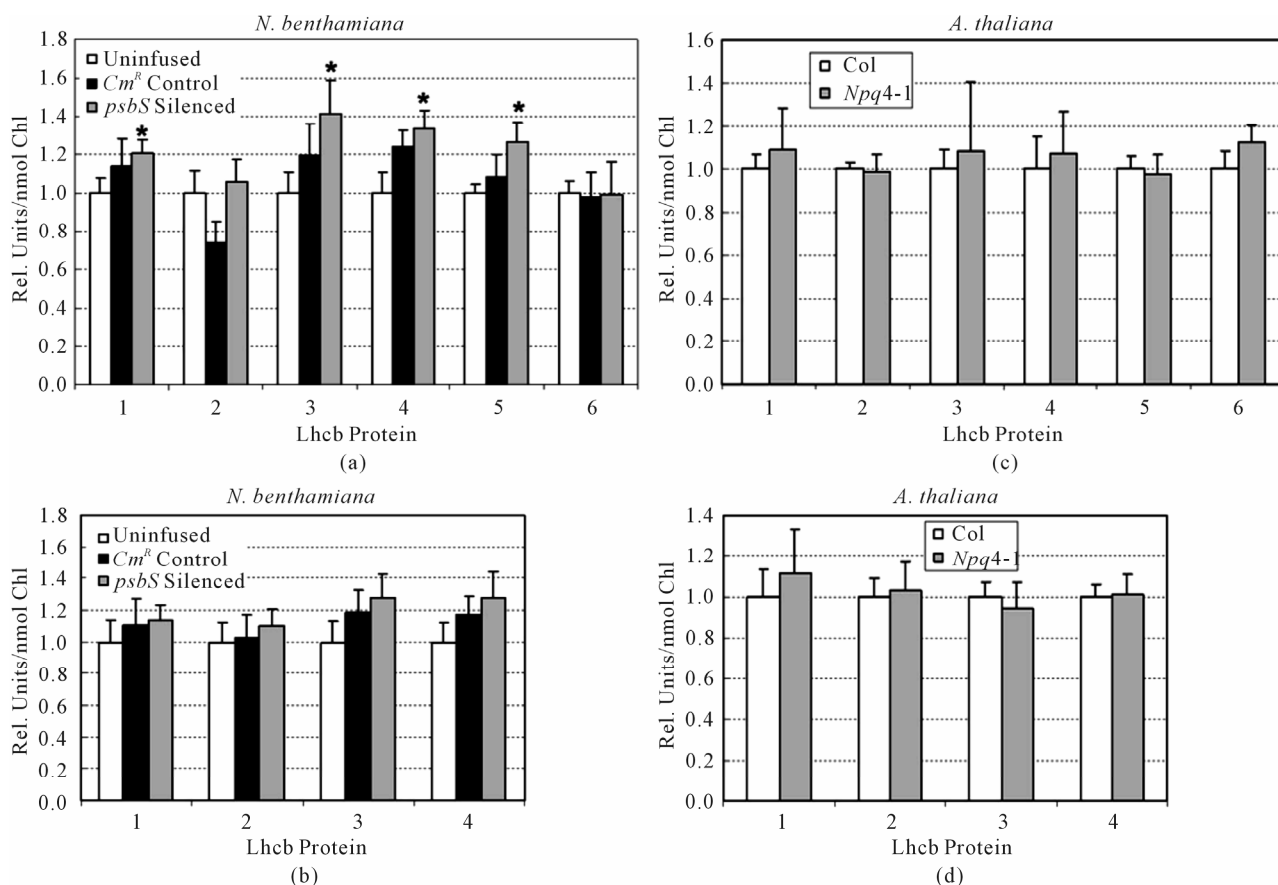 N. benthamiana
1.8
1.6
1.4
1.2
1.0
0.8
0.6
0.4
0.2
0.0
Rel. Units/nmol Chl
Uninfused
Cm^R Control
psbS Silenced
*
*
*
*
1 2 3 4 5 6
Lhcb Protein
(a)
A. thaliana
1.6
1.4
1.2
1.0
0.8
0.6
0.4
0.2
0.0
Rel. Units/nmol Chl
Col
Npq4-1
1 2 3 4 5 6
Lhcb Protein
(c)
N. benthamiana
1.8
1.6
1.4
1.2
1.0
0.8
0.6
0.4
0.2
0.0
Rel. Units/nmol Chl
Uninfused
Cm^R Control
psbS Silenced
1 2 3 4
Lhcb Protein
(b)
A. thaliana
1.4
1.2
1.0
0.8
0.6
0.4
0.2
0.0
Rel. Units/nmol Chl
Col
Npq4-1
1 2 3 4
Lhcb Protein
(d)